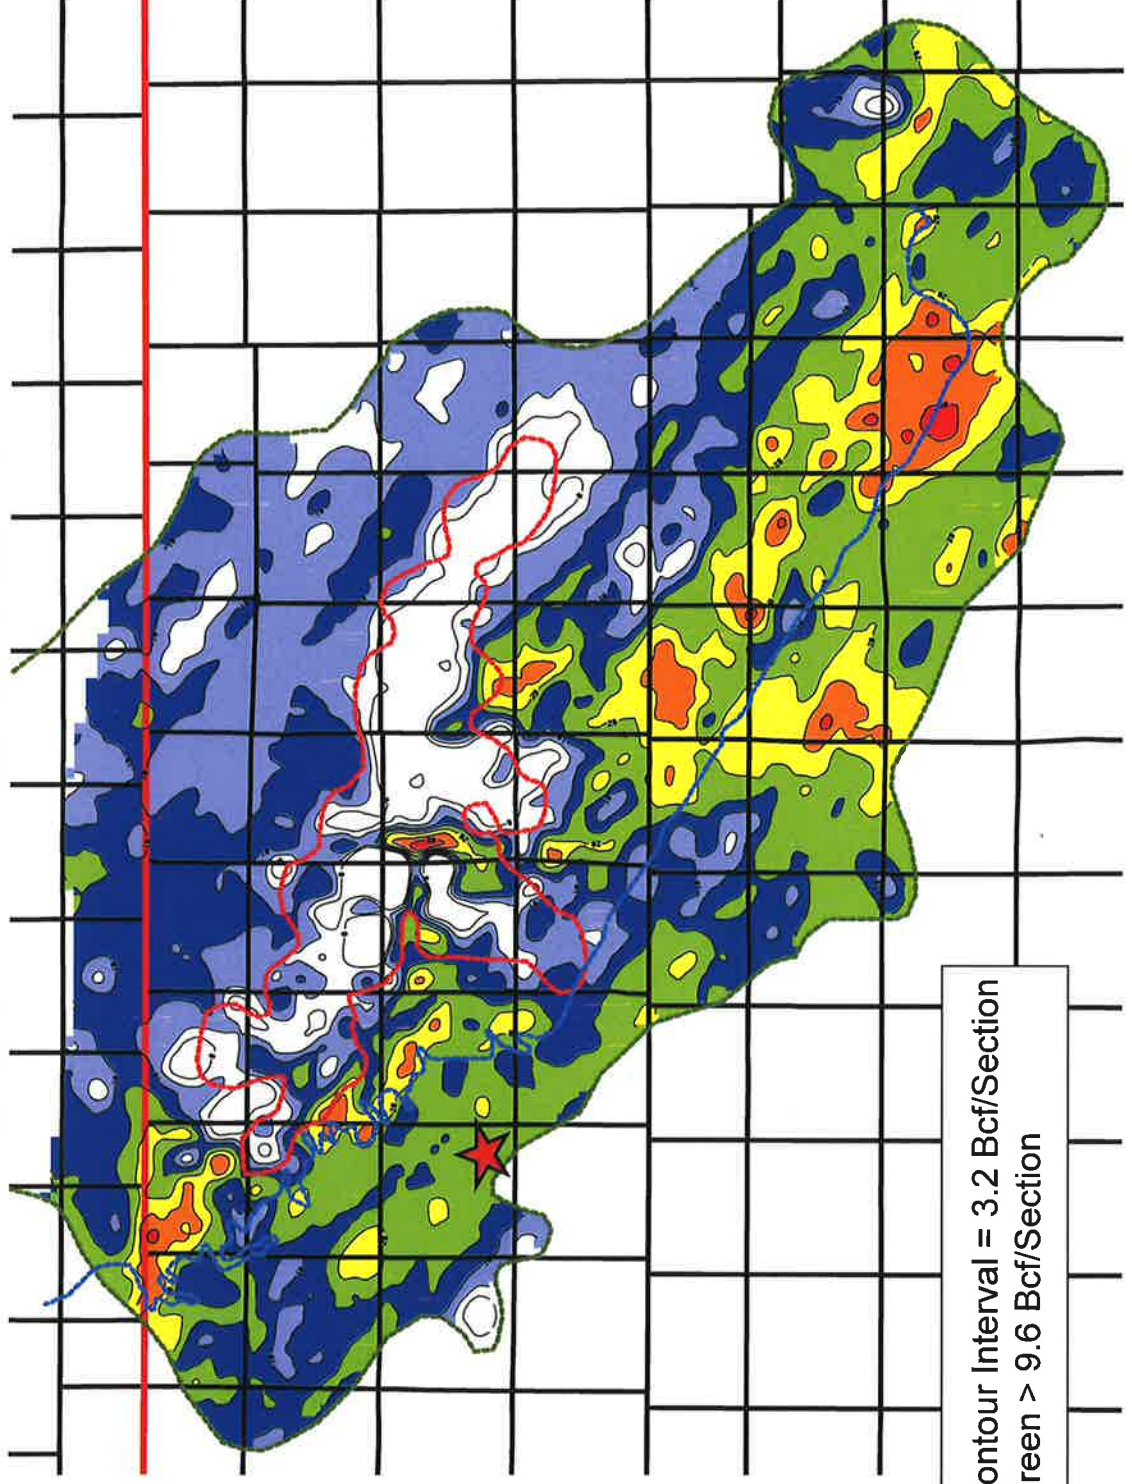 ontour Interval = 3.2 Bcf/Section
reen > 9.6 Bcf/Section